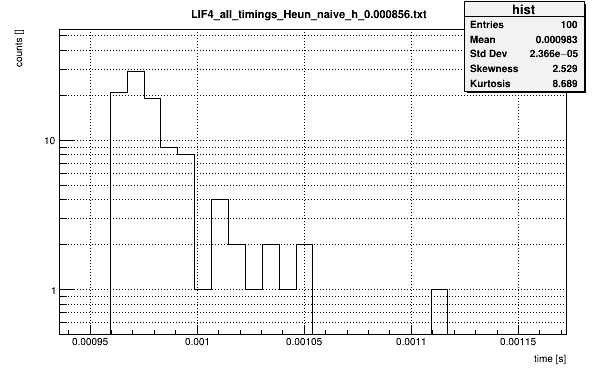 LIF4_all_timings_Heun_naive_h_0.000856.txt
hist
Entries 100
Mean 0.000983
Std Dev 2.366e−05
Skewness 2.529
Kurtosis 8.689
counts []
10
1
0.00095 0.001 0.00105 0.0011 0.00115
time [s]